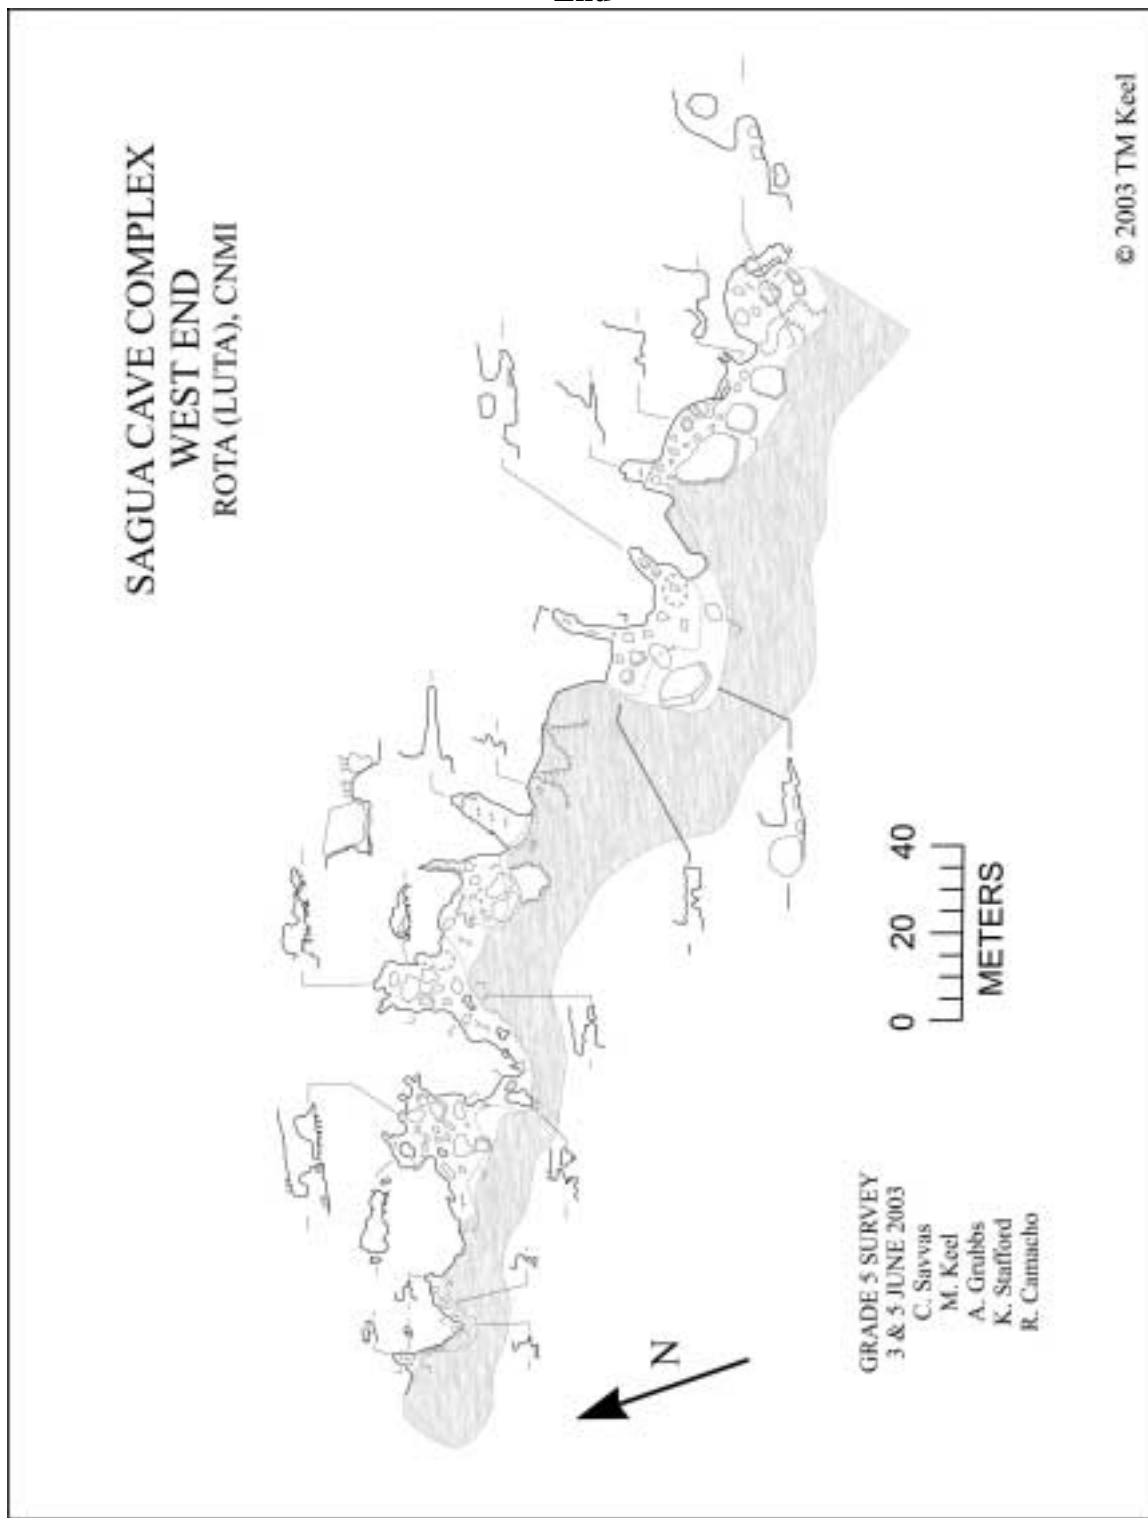 End
SAGUA CAVE COMPLEX
WEST END
ROTA (LUTA), CNMI
N
0 20 40
METERS
GRADE 5 SURVEY
3 & 5 JUNE 2003
C. Savvas
M. Keel
A. Grubbs
K. Stafford
R. Camacho
© 2003 TM Keel